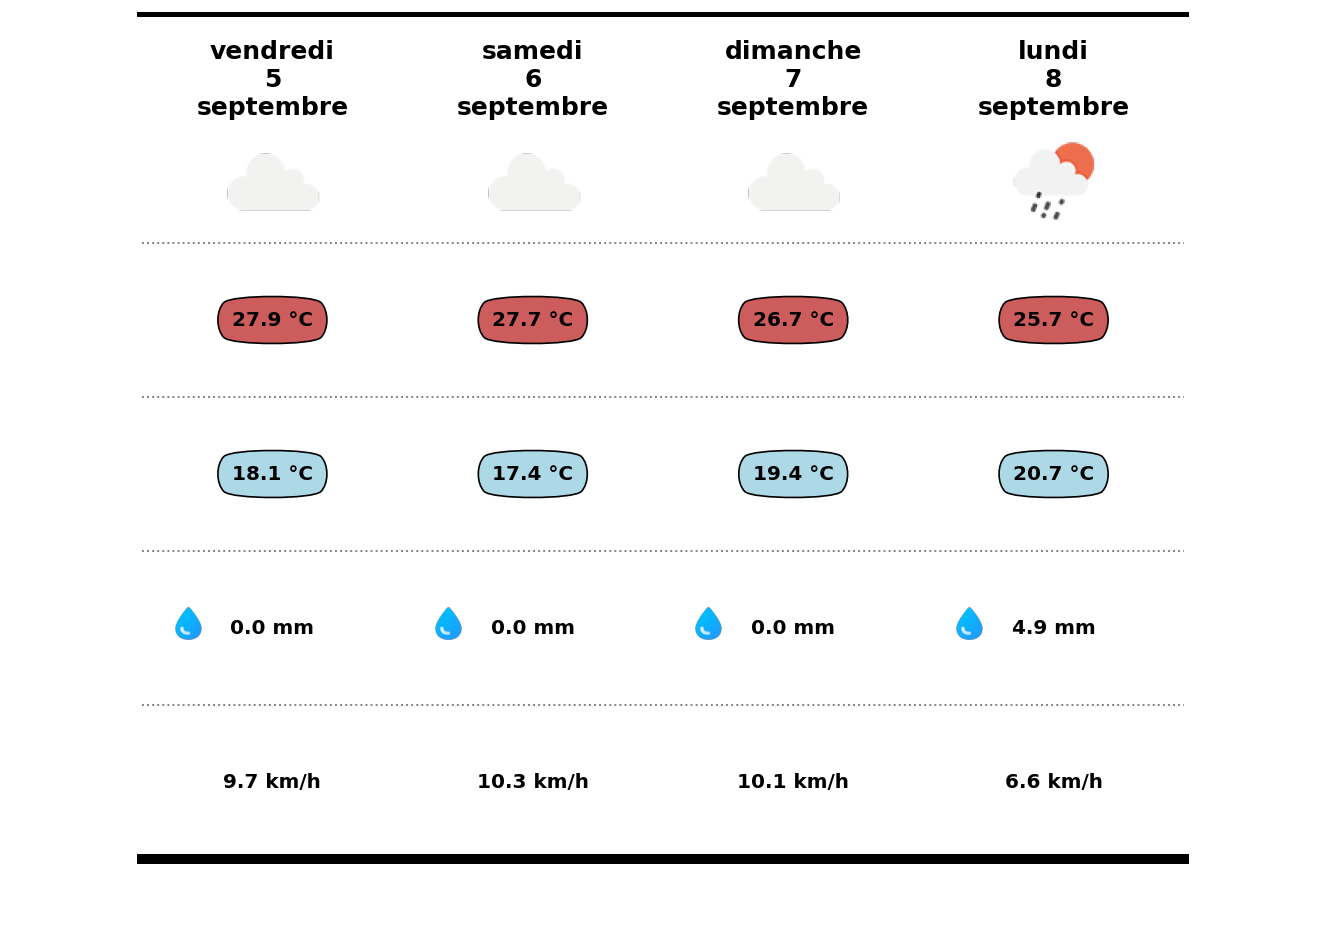 vendredi
5
septembre
samedi
6
septembre
dimanche
7
septembre
lundi
8
septembre
27.9 °C
27.7 °C
26.7 °C
25.7 °C
18.1 °C
17.4 °C
19.4 °C
20.7 °C
0.0 mm
0.0 mm
0.0 mm
4.9 mm
9.7 km/h
10.3 km/h
10.1 km/h
6.6 km/h